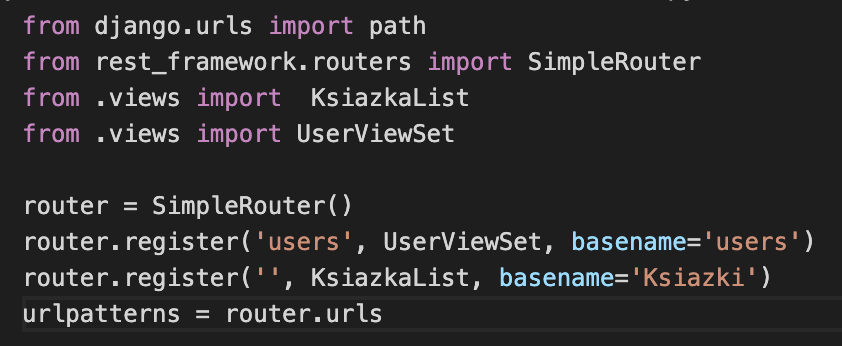 from django.urls import path
from rest_framework.routers import SimpleRouter
from .views import  KsiazkaList
from .views import UserViewSet
router = SimpleRouter()
router.register('users', UserViewSet, basename='users')
router.register('', KsiazkaList, basename='Ksiazki')
urlpatterns = router.urls